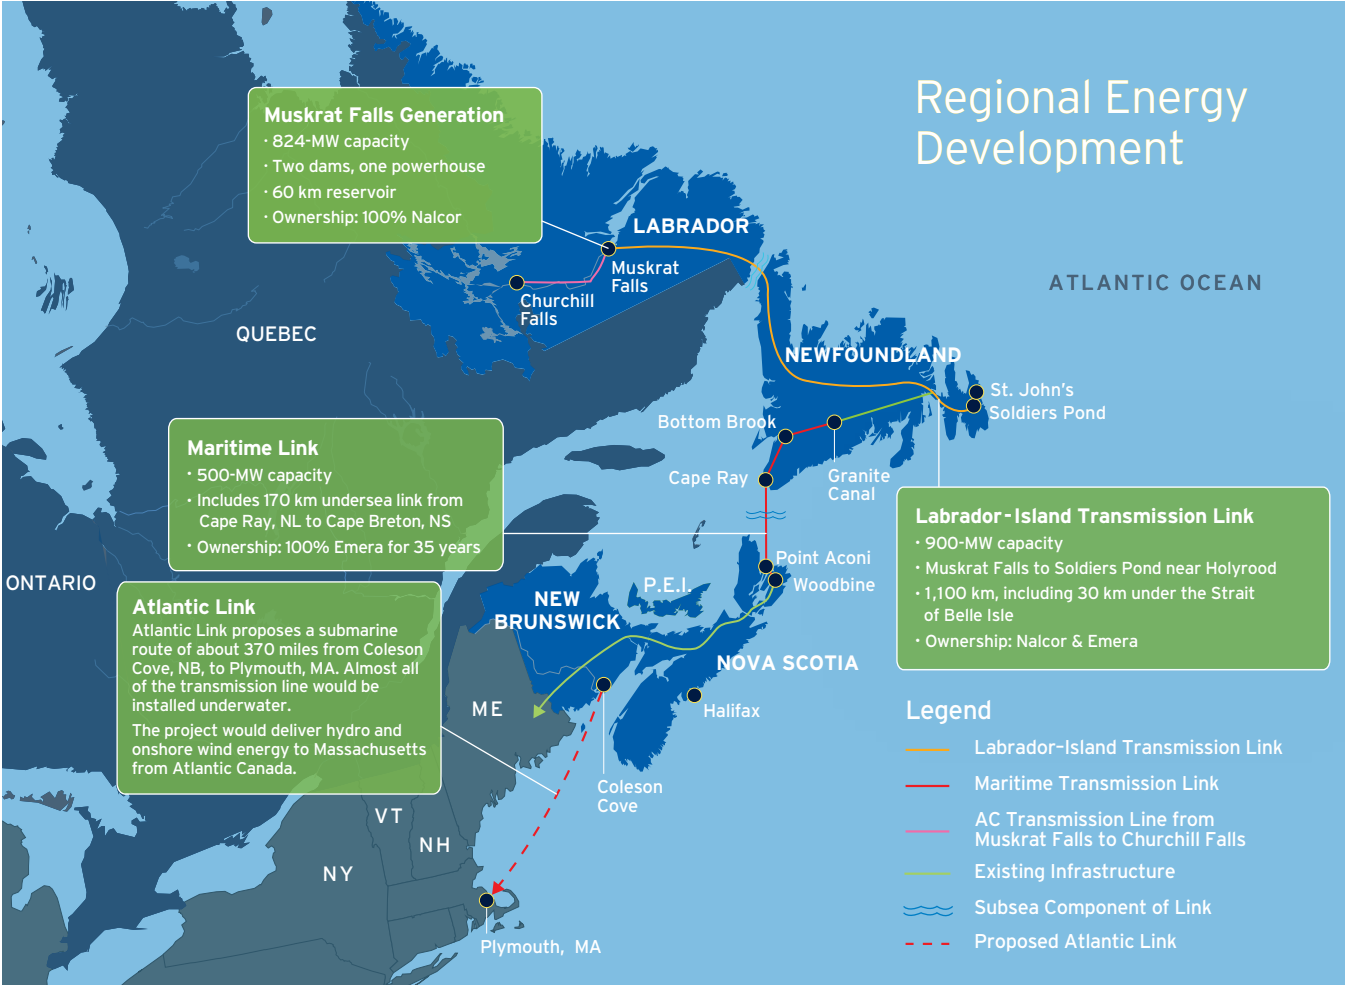 Regional Energy
Development
Muskrat Falls Generation
· 824-MW capacity
· Two dams, one powerhouse
· 60 km reservoir
· Ownership: 100% Nalcor
LABRADOR
Muskrat
Falls
Churchill
Falls
ATLANTIC OCEAN
QUEBEC
NEWFOUNDLAND
St. John's
Soldiers Pond
Bottom Brook
Cape Ray
Granite
Canal
Maritime Link
· 500-MW capacity
· Includes 170 km undersea link from
Cape Ray, NL to Cape Breton, NS
· Ownership: 100% Emera for 35 years
Labrador-Island Transmission Link
· 900-MW capacity
· Muskrat Falls to Soldiers Pond near Holyrood
· 1,100 km, including 30 km under the Strait
of Belle Isle
· Ownership: Nalcor & Emera
Point Aconi
Woodbine
P.E.I.
ONTARIO
NEW
BRUNSWICK
NOVA SCOTIA
Halifax
Atlantic Link
Atlantic Link proposes a submarine
route of about 370 miles from Coleson
Cove, NB, to Plymouth, MA. Almost all
of the transmission line would be
installed underwater.
The project would deliver hydro and
onshore wind energy to Massachusetts
from Atlantic Canada.
ME
Coleson
Cove
VT
NH
NY
Plymouth, MA
Legend
Labrador–Island Transmission Link
Maritime Transmission Link
AC Transmission Line from
Muskrat Falls to Churchill Falls
Existing Infrastructure
Subsea Component of Link
Proposed Atlantic Link